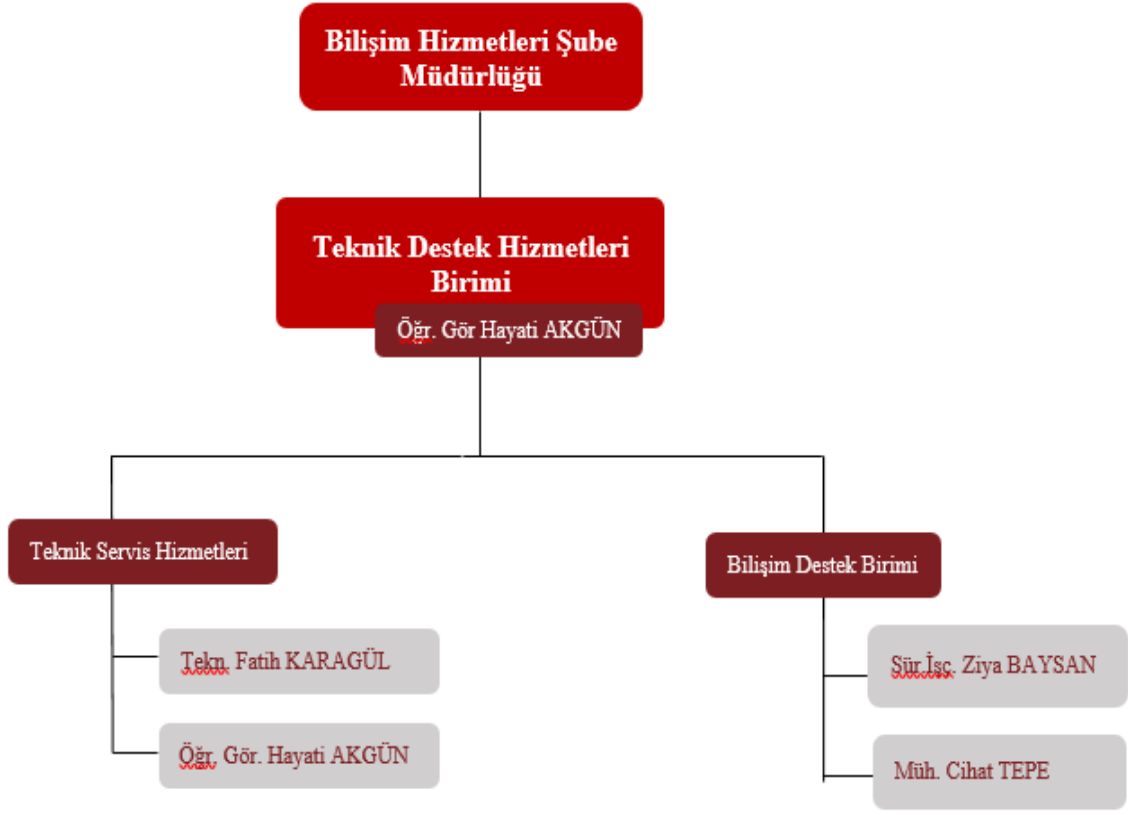 Bilişim Hizmetleri Şube
Müdürlüğü
Teknik Destek Hizmetleri
Birimi
Öğr. Gör Hayati AKGÜN
Teknik Servis Hizmetleri
Tekn. Fatih KARAGÜL
Öğr. Gör. Hayati AKGÜN
Bilişim Destek Birimi
Sür.İşç. Ziya BAYSAN
Müh. Cihat TEPE